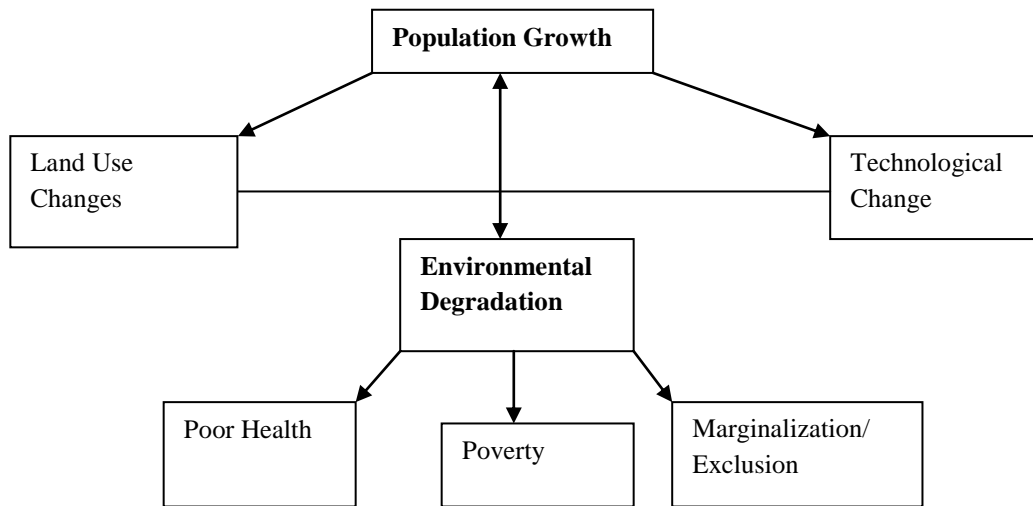 Population Growth
Land Use
Changes
Technological
Change
Environmental
Degradation
Poor Health
Poverty
Marginalization/
Exclusion